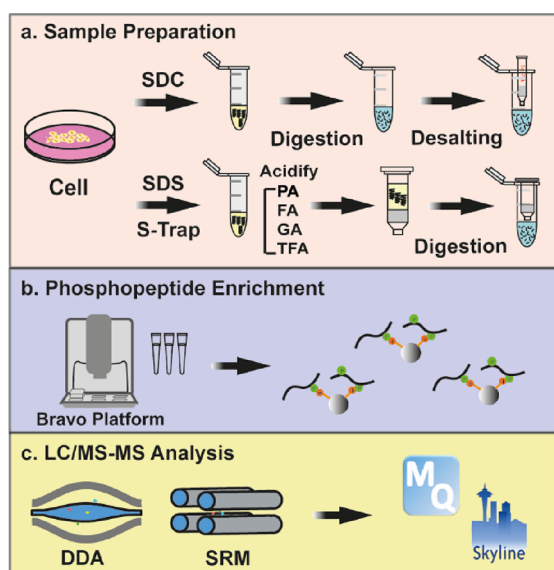 a. Sample Preparation
SDC
Digestion
Desalting
Cell
SDS
S-Trap
Acidify
PA
FA
GA
TFA
Digestion
b. Phosphopeptide Enrichment
Bravo Platform
c. LC/MS-MS Analysis
DDA
SRM
MQ
Skyline